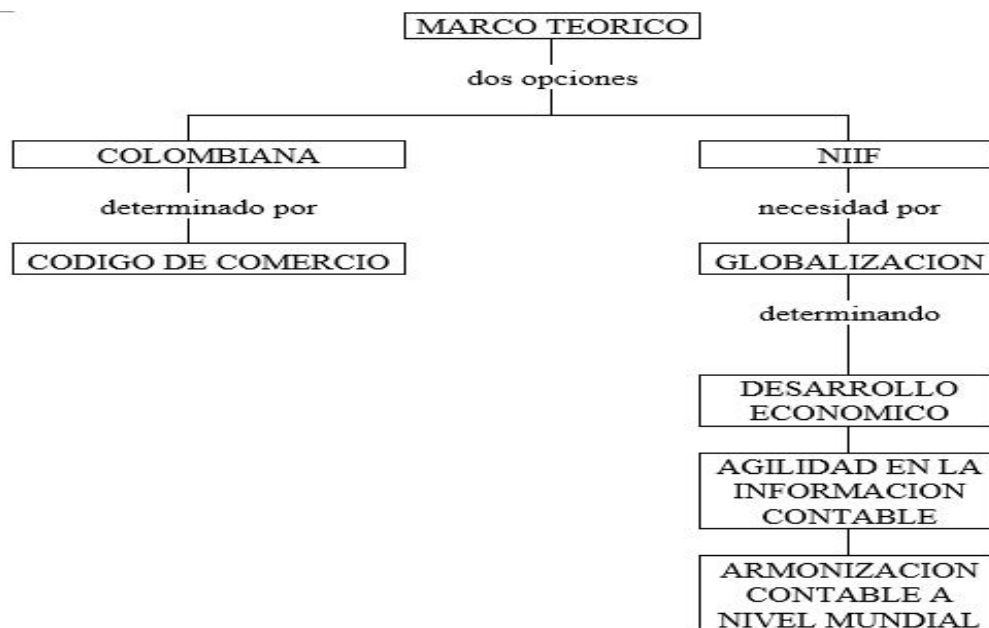 MARCO TEORICO
dos opciones
COLOMBIANA
determinado por
CODIGO DE COMERCIO
NIIF
necesidad por
GLOBALIZACION
determinando
DESARROLLO
ECONOMICO
AGILIDAD EN LA
INFORMACION
CONTABLE
ARMONIZACION
CONTABLE A
NIVEL MUNDIAL